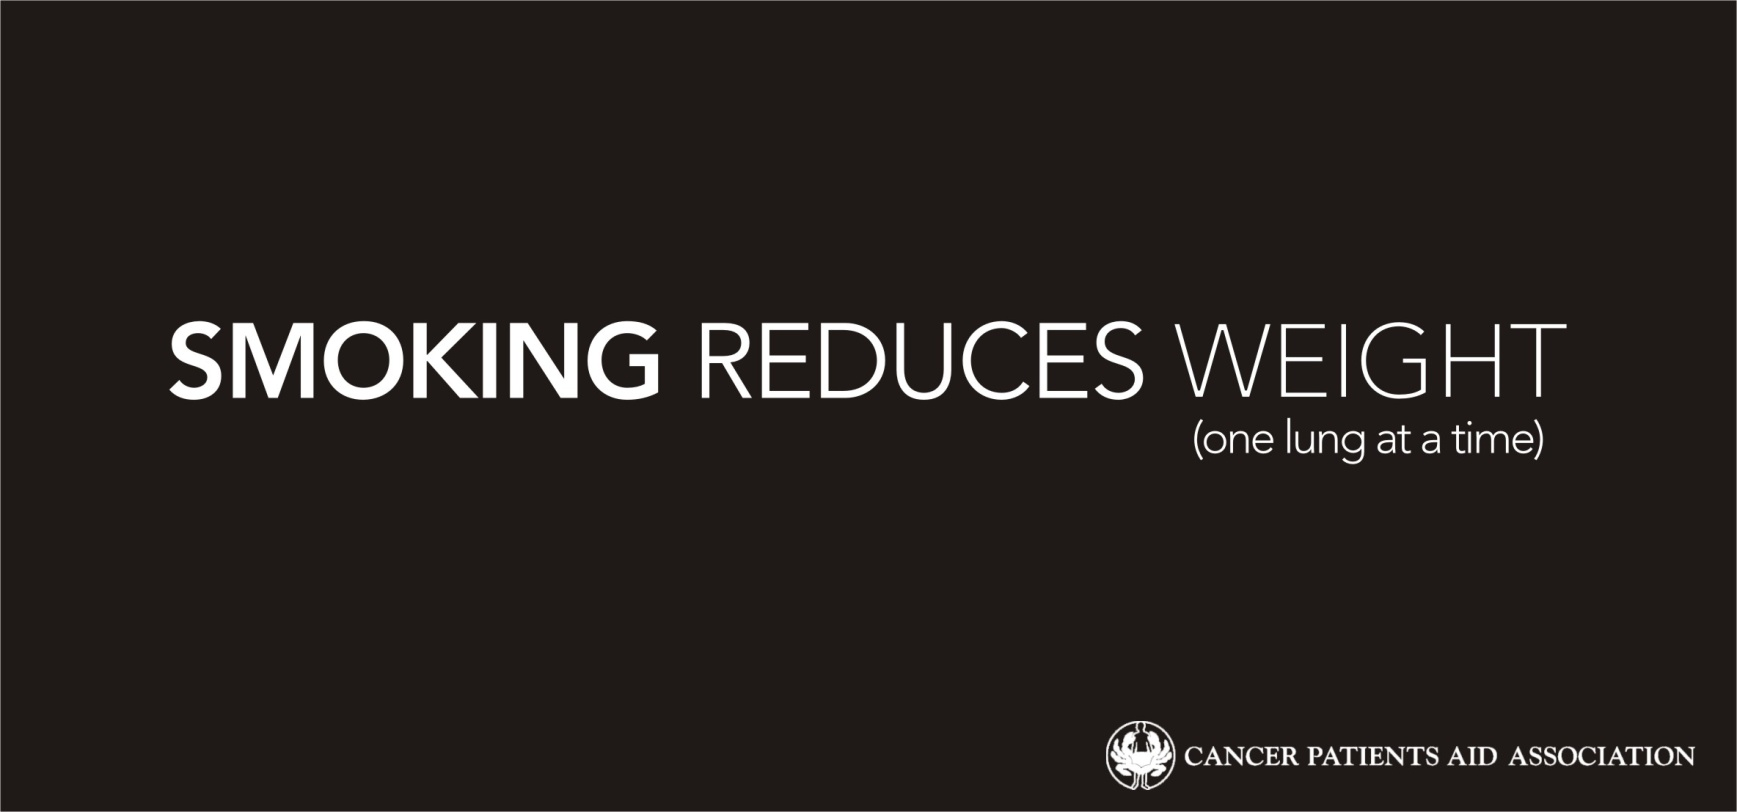 SMOKING REDUCES WEIGHT
(one lung at a time)
CANCER PATIENTS AID ASSOCIATION